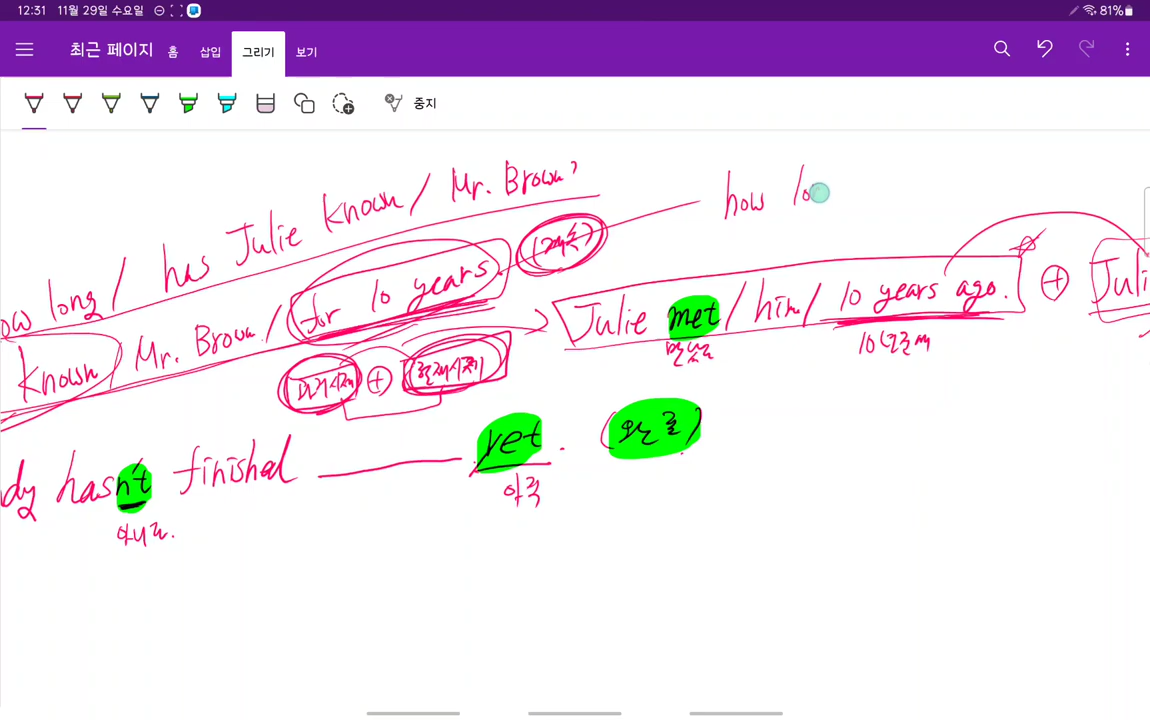 12:31 11월 29일 수요일 81%
최근 페이지 홈 삽입 그리기 보기
중지
how lo
ow long / has Julie known / Mr. Brown?
(계속)
known Mr. Brown / for 10 years
Julie met / him / 10 years ago. ⊕ Juli
만났고 10년전에
과거시제 ⊕ 현재시제
dy hasn't finished yet. (완료)
아니고. 아직